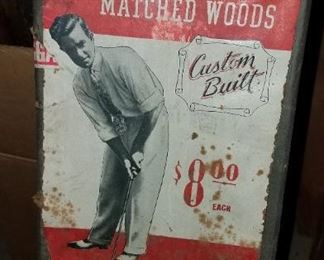 MATCHED WOODS
Custom
Built
$8.00
EACH